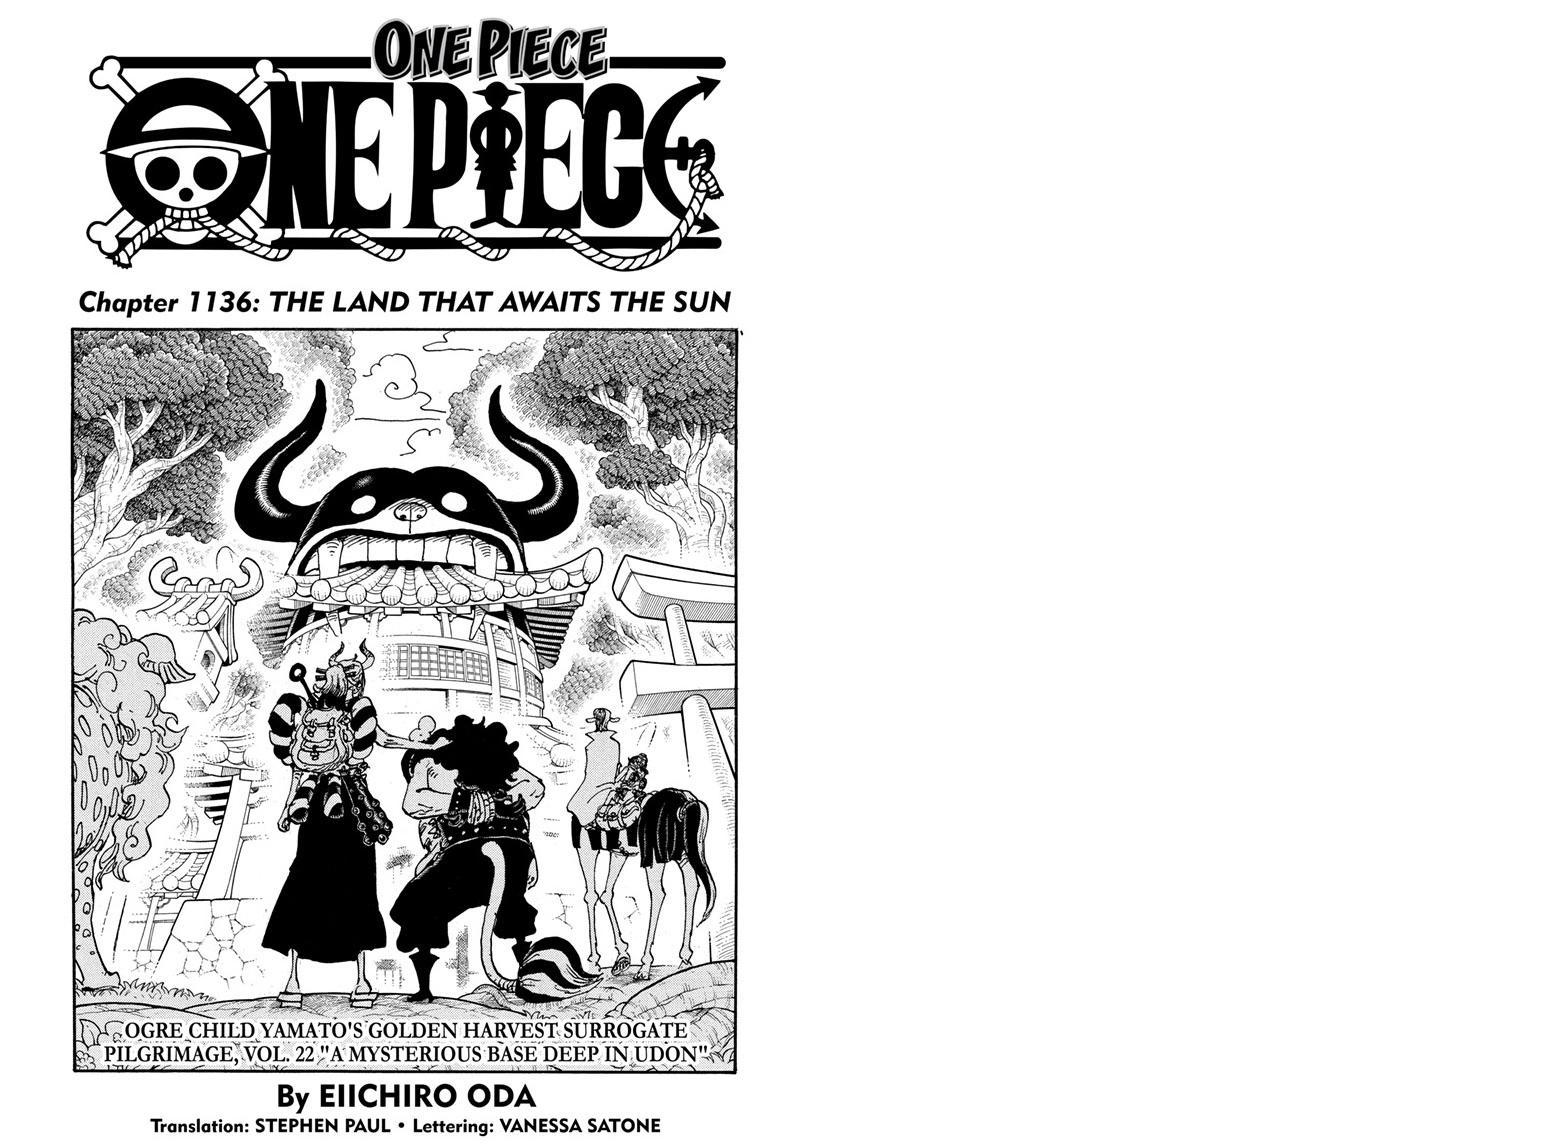 ONE PIECE
ONE PIECE
Chapter 1136: THE LAND THAT AWAITS THE SUN
OGRE CHILD YAMATO'S GOLDEN HARVEST SURROGATE
PILGRIMAGE, VOL. 22 "A MYSTERIOUS BASE DEEP IN UDON"
By EIICHIRO ODA
Translation: STEPHEN PAUL • Lettering: VANESSA SATONE